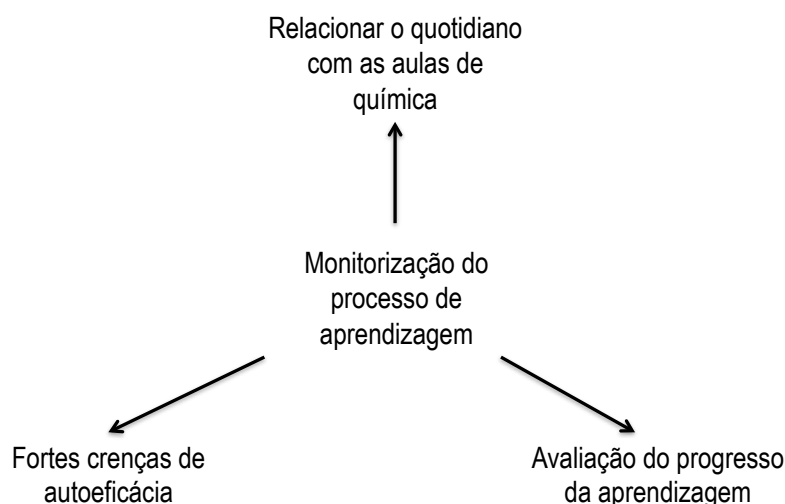 Relacionar o quotidiano
com as aulas de
química
Monitorização do
processo de
aprendizagem
Fortes crenças de
autoeficácia
Avaliação do progresso
da aprendizagem